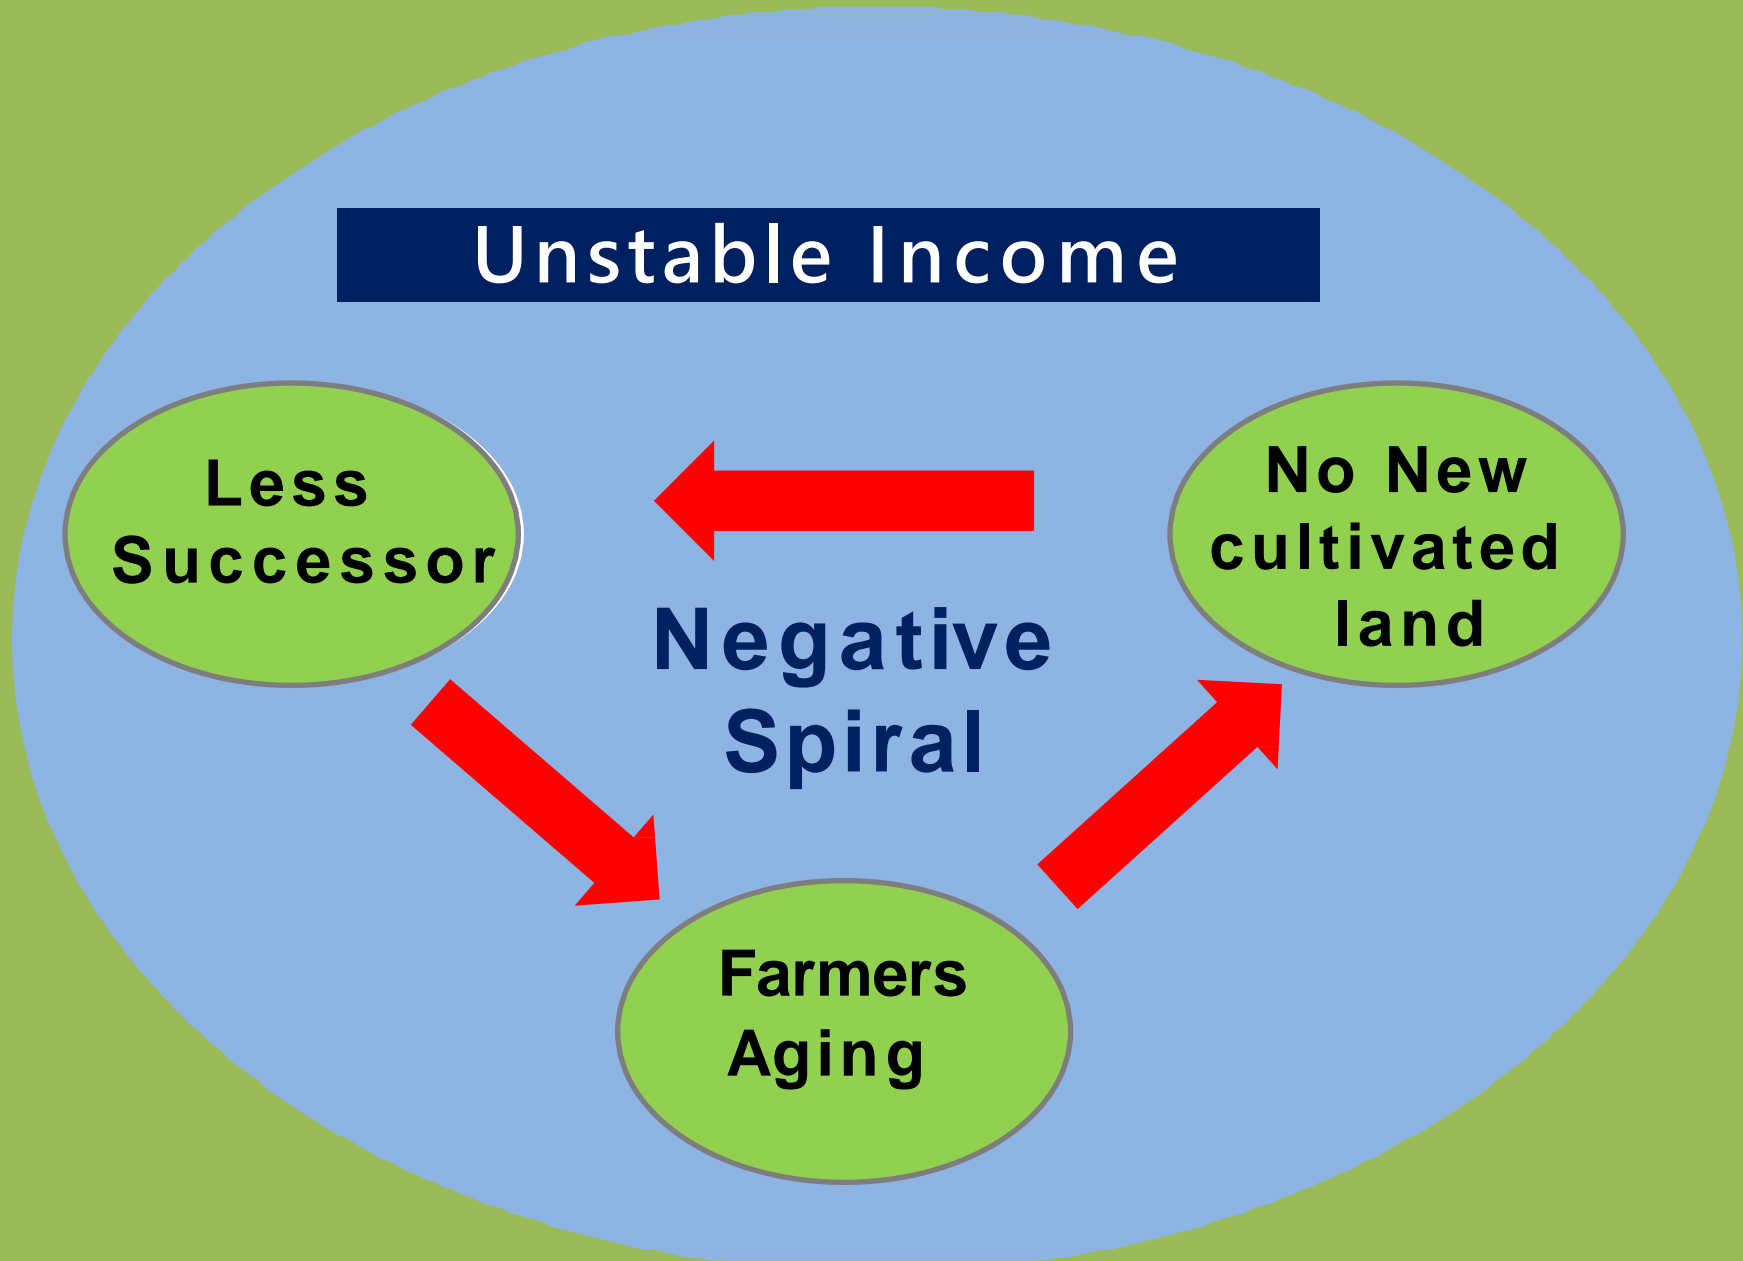 Unstable Income
Less
Successor
No New
cultivated
land
Negative
Spiral
Farmers
Aging